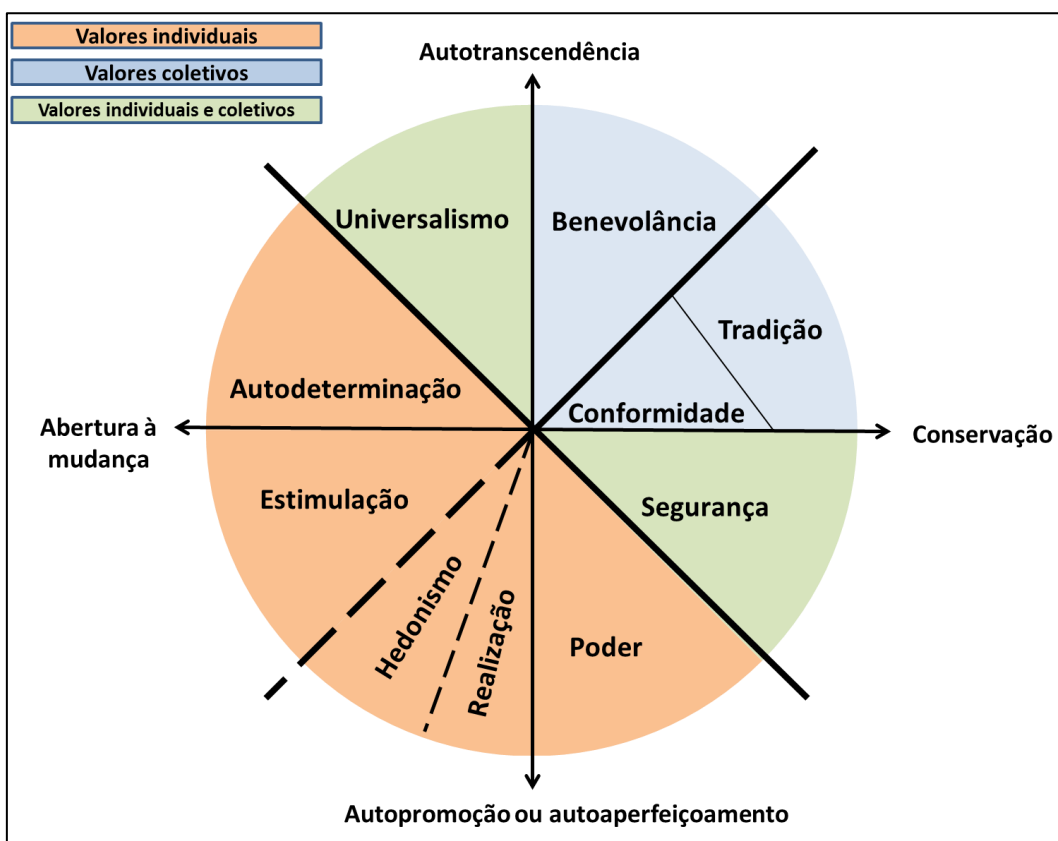 Valores individuais
Valores coletivos
Valores individuais e coletivos
Autotranscendência
Universalismo
Benevolância
Tradição
Autodeterminação
Conformidade
Abertura à
mudança
Conservação
Estimulação
Segurança
Hedonismo
Realização
Poder
Autopromoção ou autoaperfeiçoamento